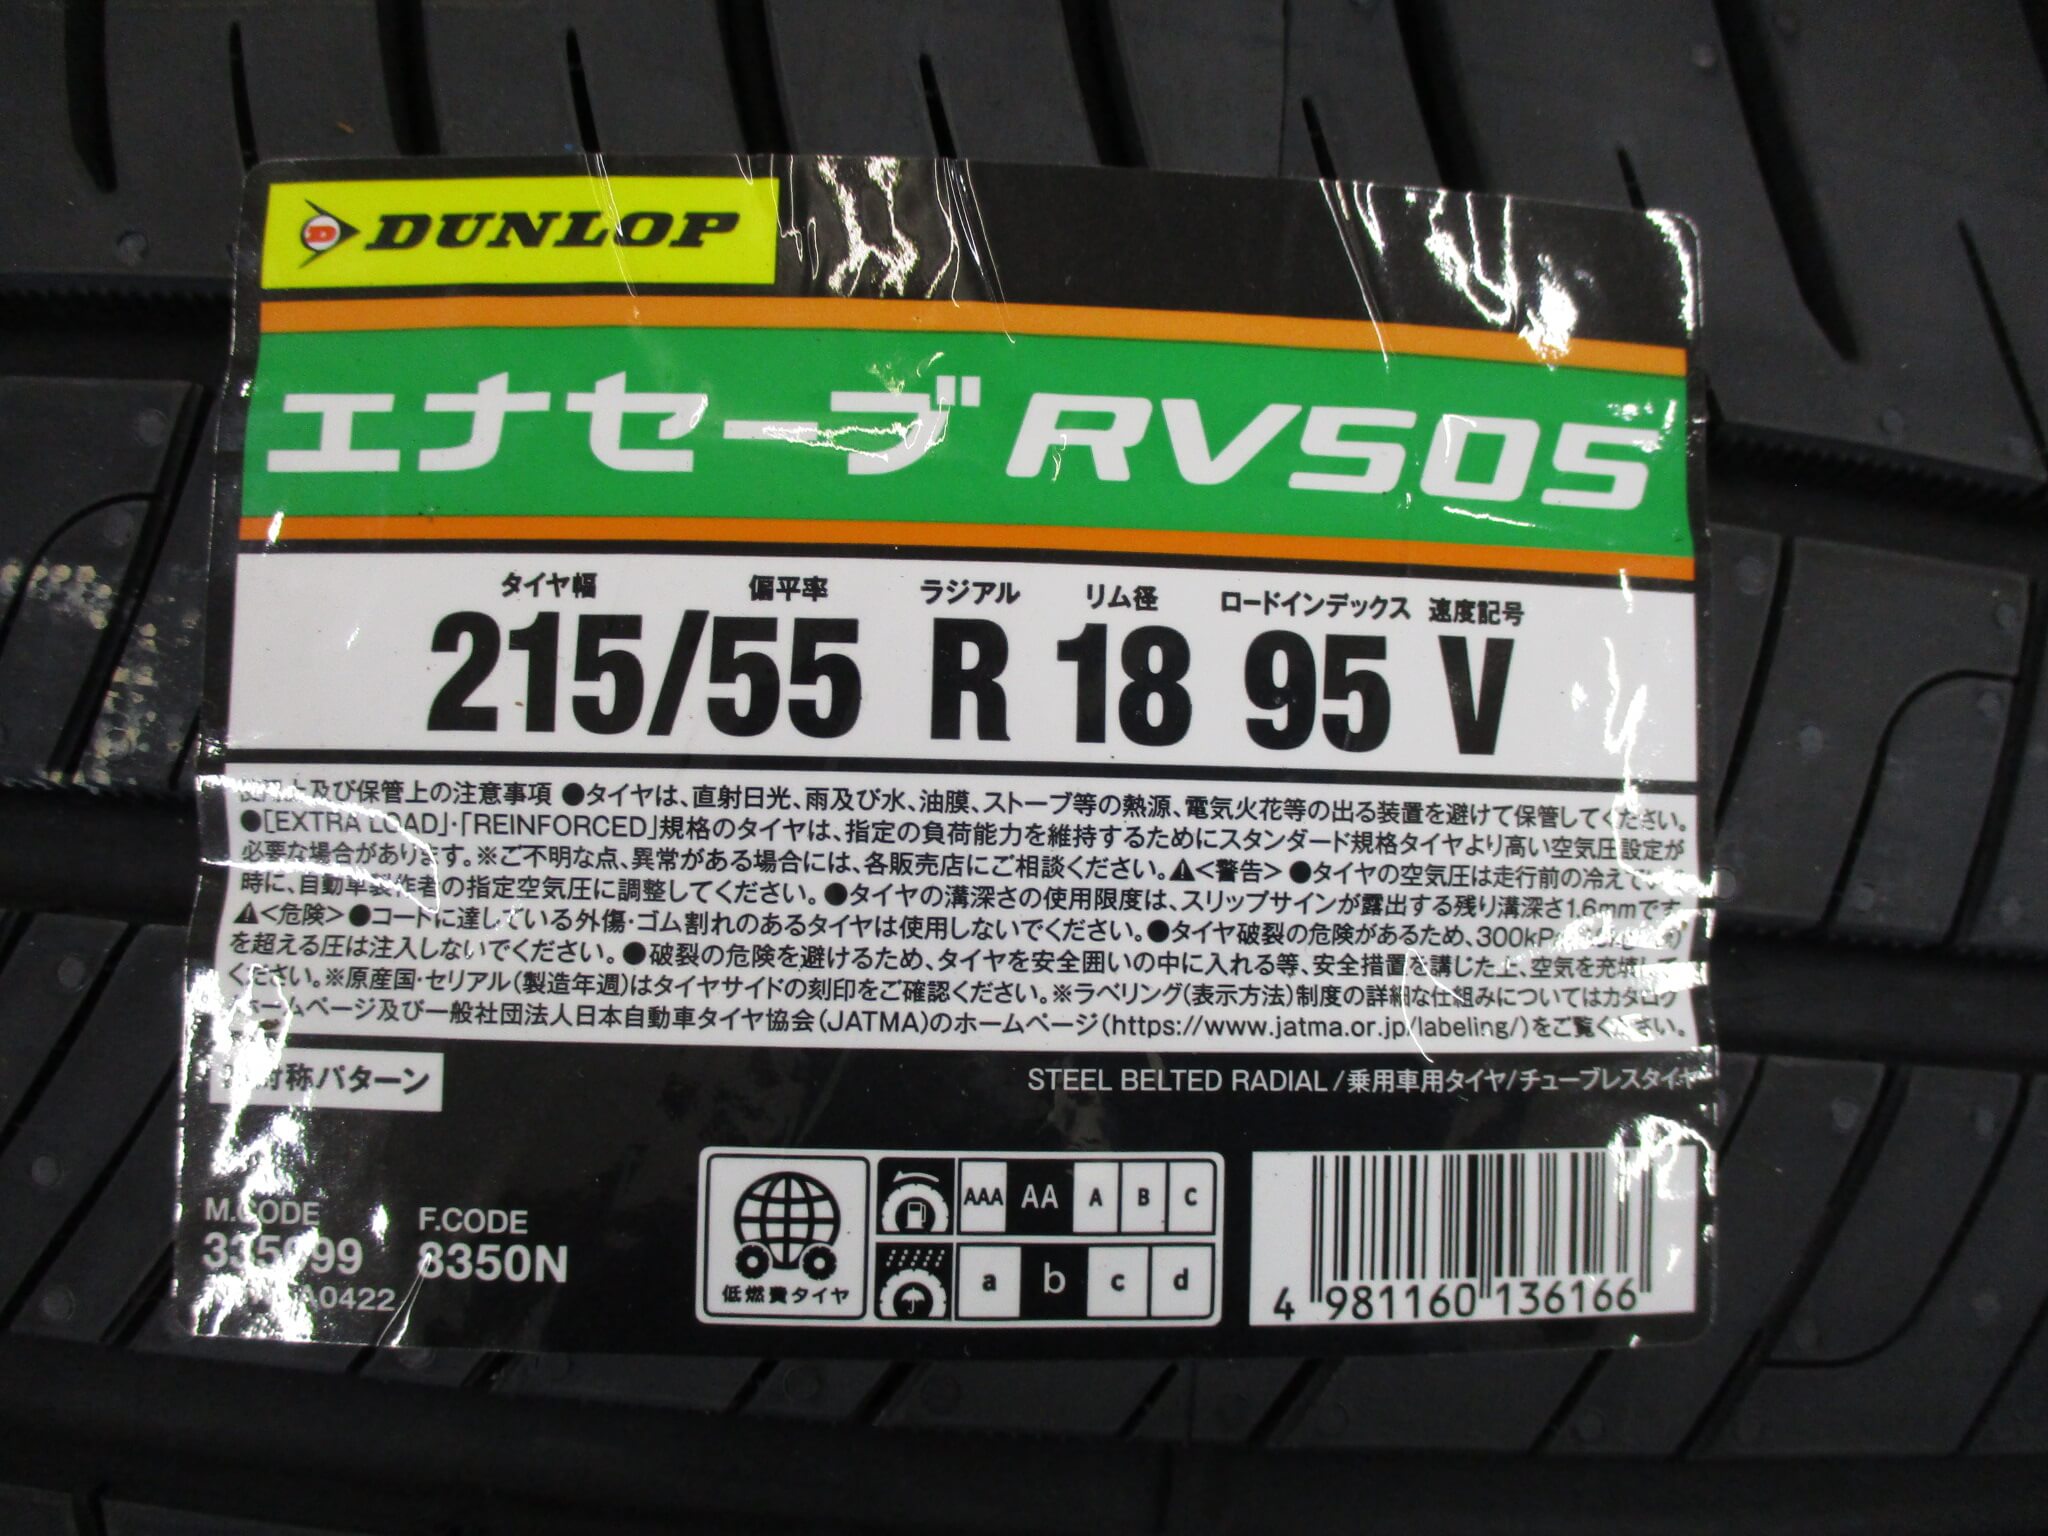 DUNLOP
エナセーブ RV505
タイヤ幅 偏平率 ラジアル リム径 ロードインデックス 速度記号
215/55 R 18 95 V
使用上及び保管上の注意事項 ●タイヤは、直射日光、雨及び水、油膜、ストーブ等の熱源、電気火花等の出る装置を避けて保管してください。
●[EXTRA LOAD]・「REINFORCED」規格のタイヤは、指定の負荷能力を維持するためにスタンダード規格タイヤより高い空気圧設定が
必要な場合があります。※ご不明な点、異常がある場合には、各販売店にご相談ください。⚠<警告> ●タイヤの空気圧は走行前の冷えている
時に、自動車製作者の指定空気圧に調整してください。●タイヤの溝深さの使用限度は、スリップサインが露出する残り溝深さ1.6mmです
⚠<危険>●コードに達している外傷・ゴム割れのあるタイヤは使用しないでください。●タイヤ破裂の危険があるため、300kP
を超える圧は注入しないでください。●破裂の危険を避けるため、タイヤを安全囲いの中に入れる等、安全措置を講じた上、空気を充填して
ください。※原産国・セリアル(製造年週)はタイヤサイドの刻印をご確認ください。※ラベリング(表示方法)制度の詳細な仕組みについてはカタログ
ホームページ及び一般社団法人日本自動車タイヤ協会(JATMA)のホームページ(https://www.jatma.or.jp/labeling/)をご覧ください。
対称パターン
STEEL BELTED RADIAL/乗用車用タイヤ/チューブレスタイヤ
M.CODE F.CODE
8350N
A0422
低燃費タイヤ
AAA AA A B C
a b c d
4 981160 136166